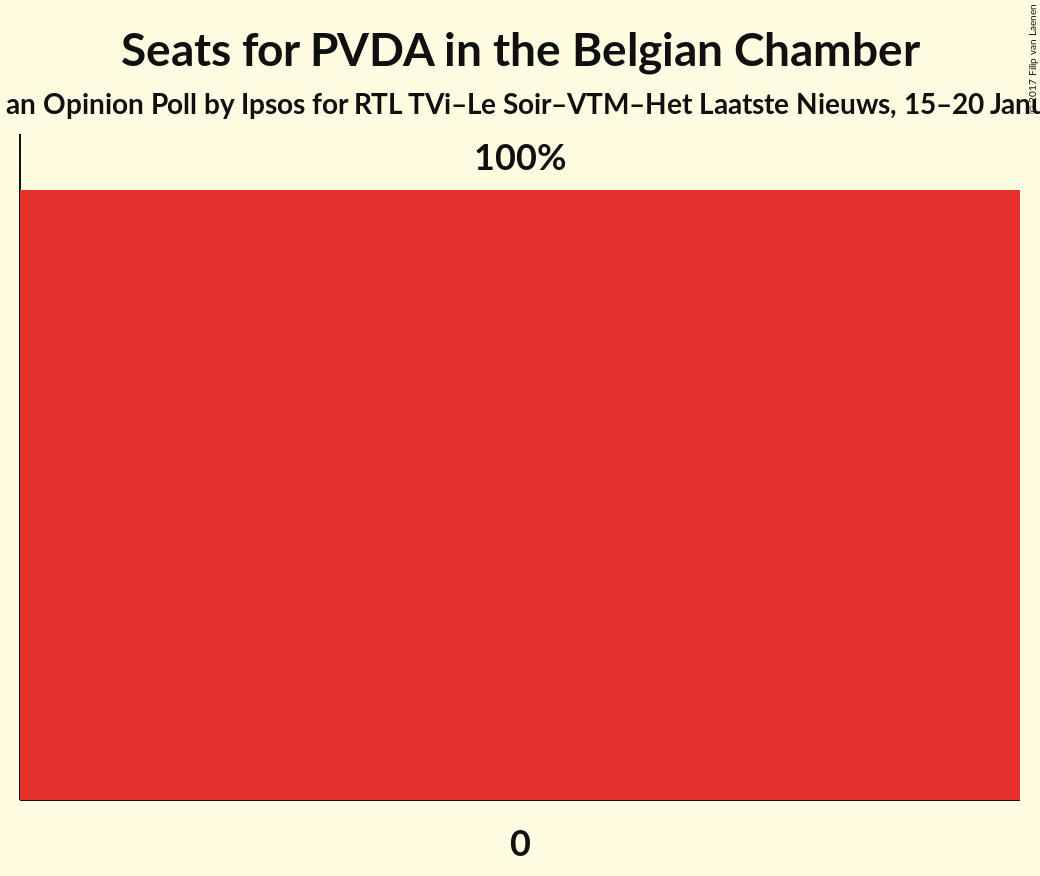 Seats for PVDA in the Belgian Chamber
an Opinion Poll by Ipsos for RTL TVi–Le Soir–VTM–Het Laatste Nieuws, 15–20 Janu
© 2017 Filip van Laenen
100%
0